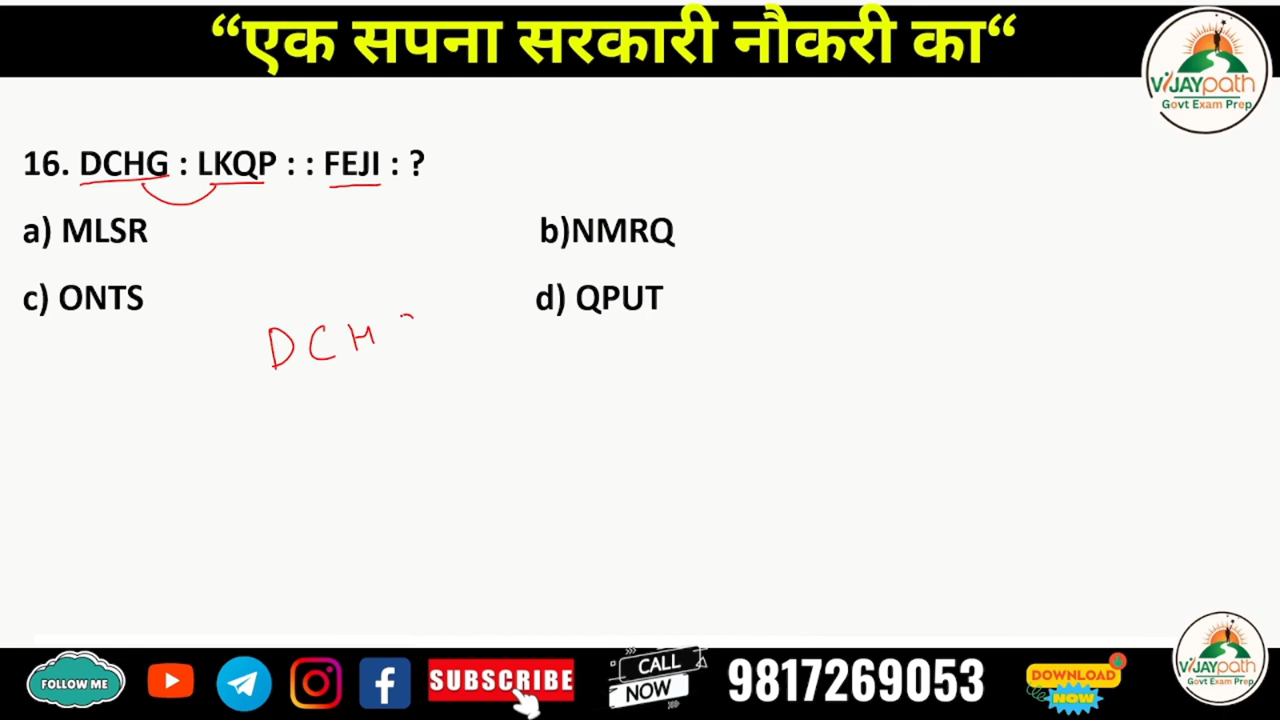 “एक सपना सरकारी नौकरी का“
VIJAYpath
Govt Exam Prep
16. DCHG : LKQP : : FEJI : ?
a) MLSR
b)NMRQ
c) ONTS
d) QPUT
D C H
VIJAYpath
Govt Exam Prep
FOLLOW ME
SUBSCRIBE
CALL
NOW
9817269053
DOWNLOAD
NOW